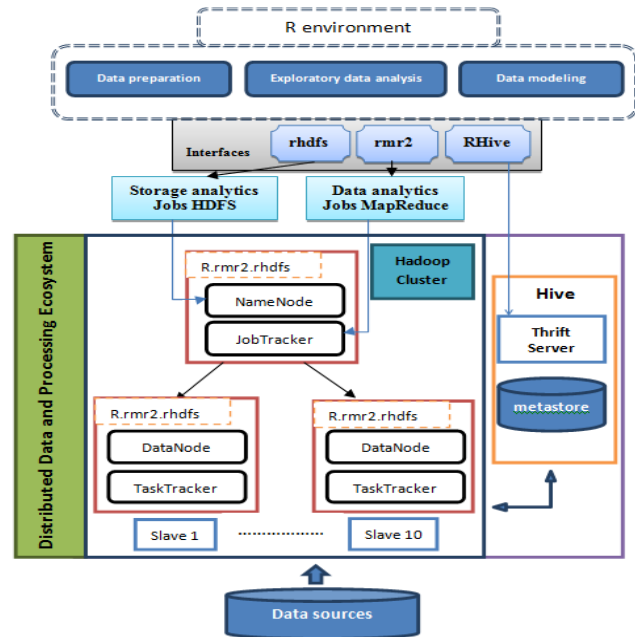 R environment
Data preparation
Exploratory data analysis
Data modeling
Interfaces
rhdfs
rmr2
RHive
Storage analytics
Jobs HDFS
Data analytics
Jobs MapReduce
Distributed Data and Processing Ecosystem
R.rmr2.rhdfs
NameNode
JobTracker
Hadoop
Cluster
Hive
Thrift
Server
metastore
R.rmr2.rhdfs
DataNode
TaskTracker
R.rmr2.rhdfs
DataNode
TaskTracker
Slave 1
..................
Slave 10
Data sources